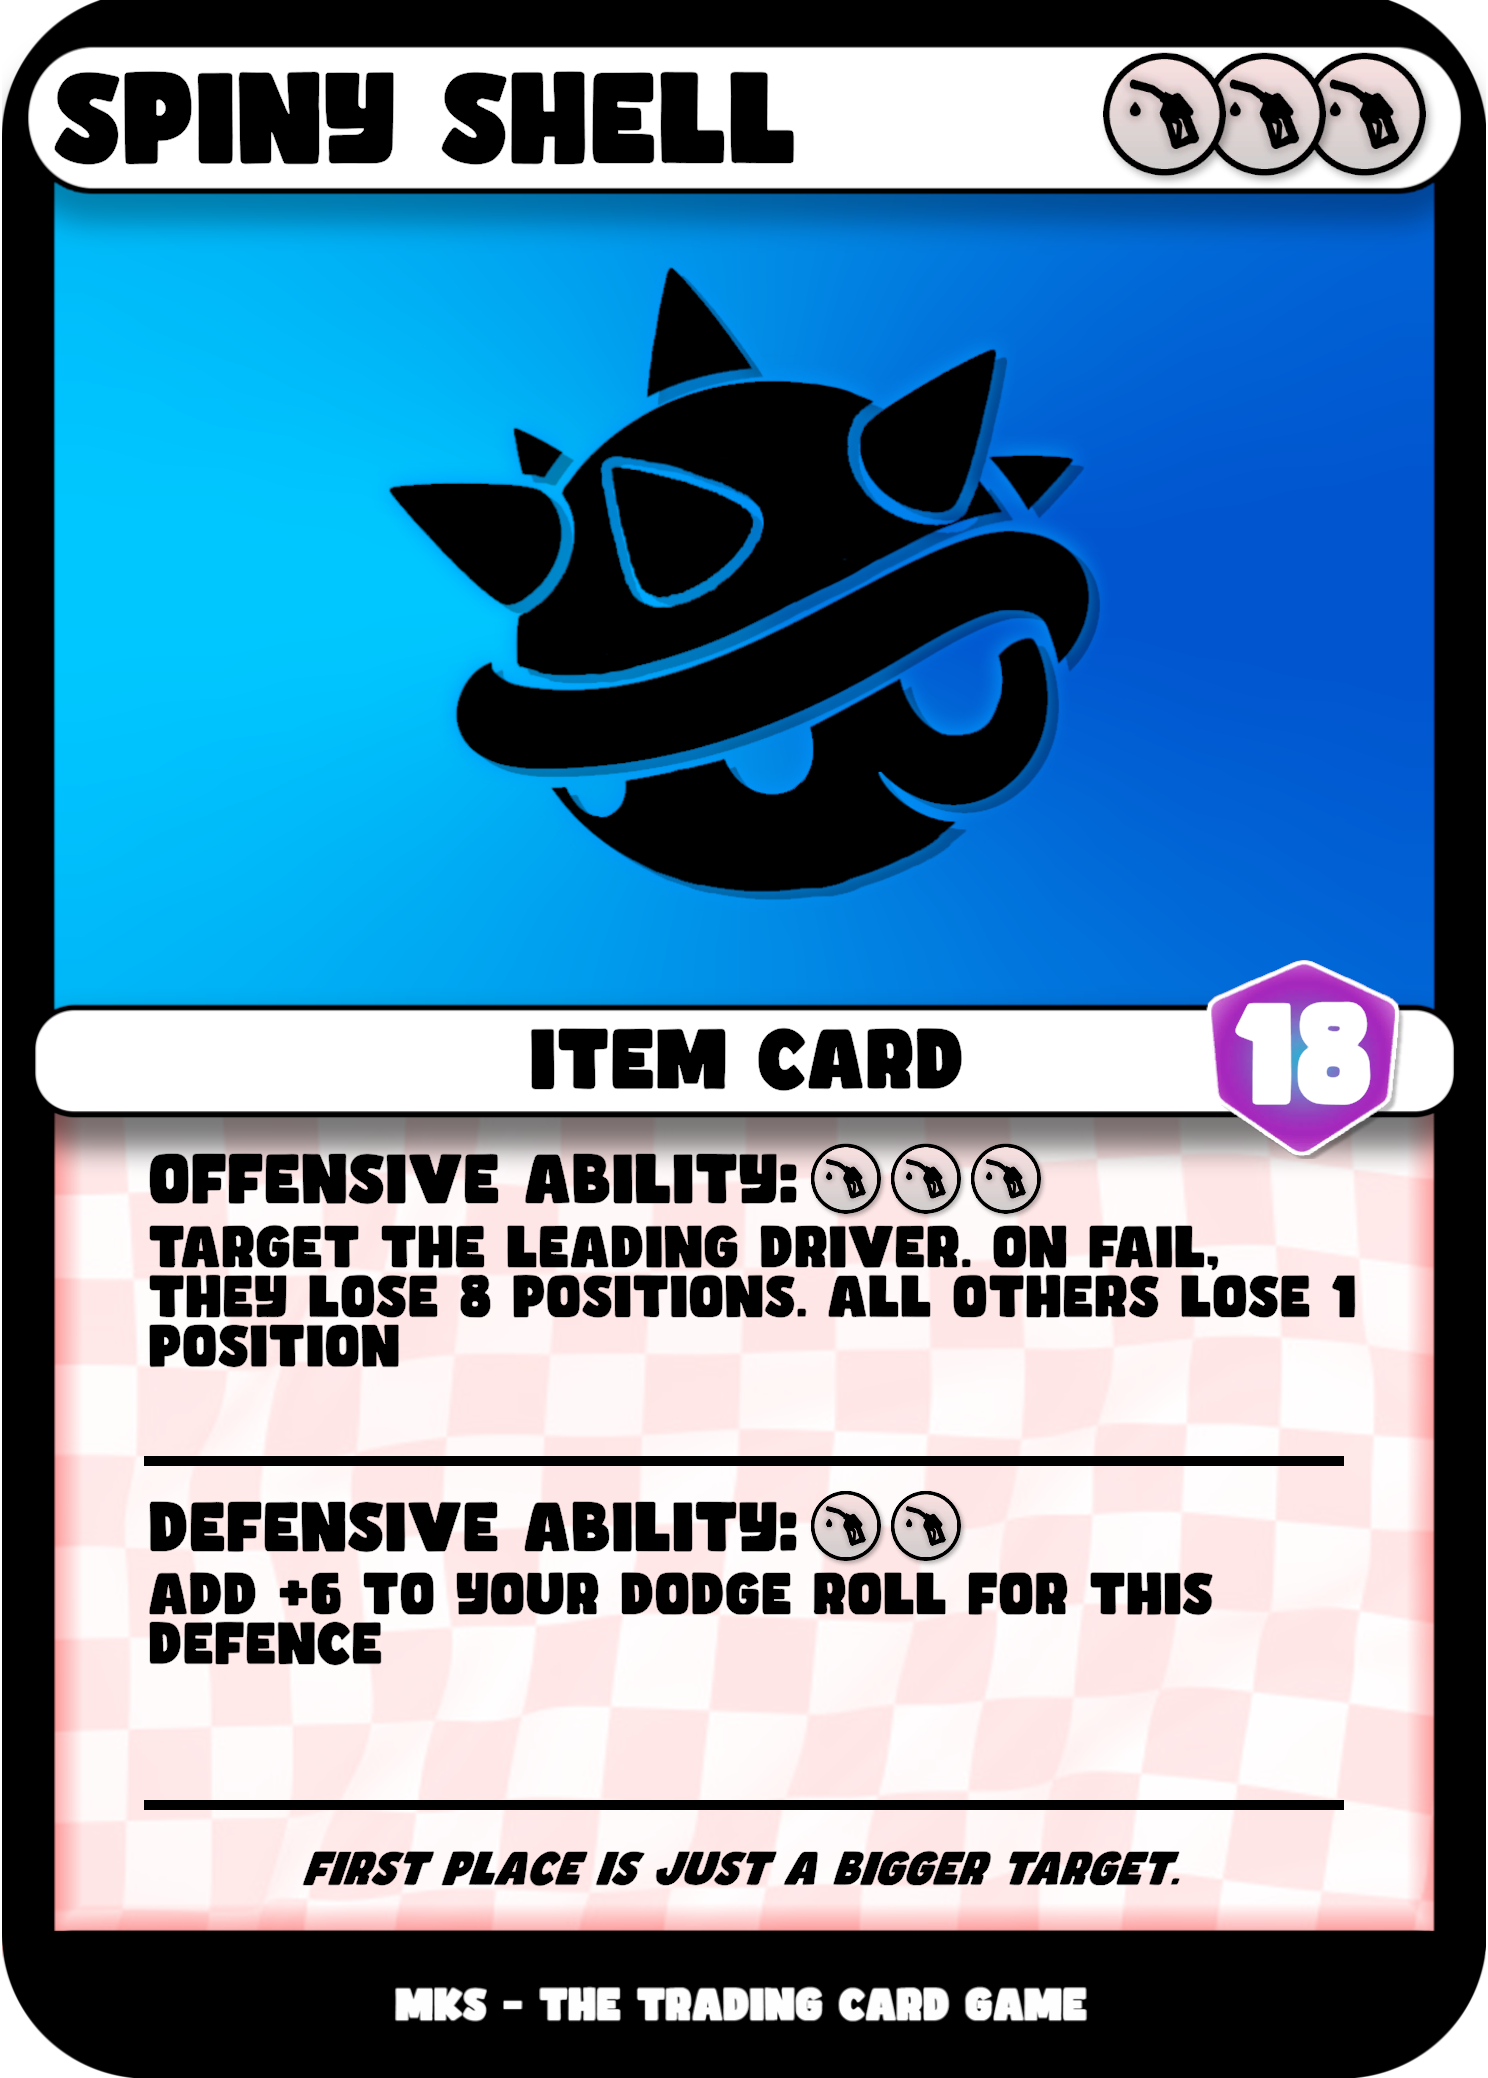 SPINY SHELL
ITEM CARD
18
OFFENSIVE ABILITY:
TARGET THE LEADING DRIVER. ON FAIL,
THEY LOSE 8 POSITIONS. ALL OTHERS LOSE 1
POSITION
DEFENSIVE ABILITY:
ADD +6 TO YOUR DODGE ROLL FOR THIS
DEFENCE
FIRST PLACE IS JUST A BIGGER TARGET.
MKS - THE TRADING CARD GAME